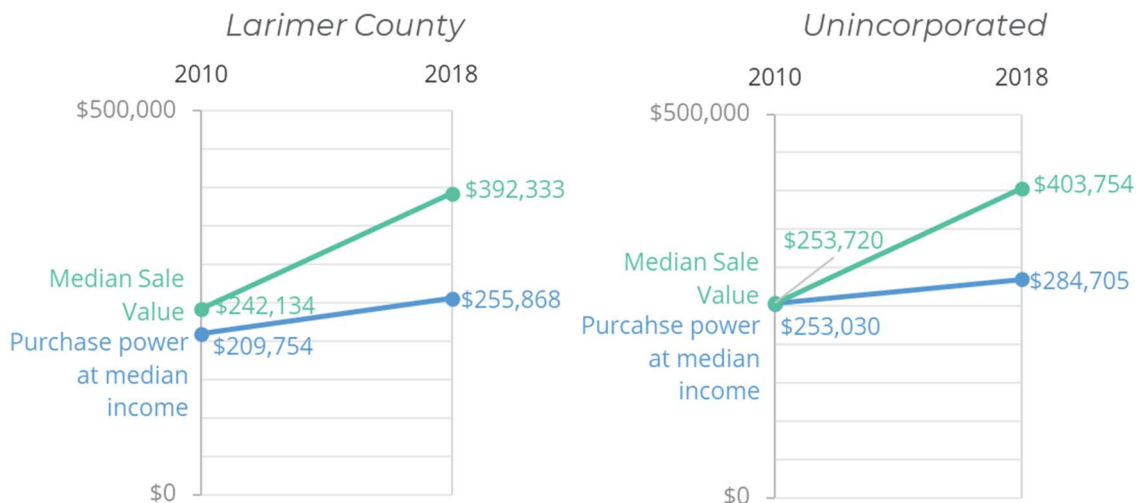 Larimer County
2010
2018
$500,000
$392,333
Median Sale
Value
$242,134
$255,868
Purchase power
at median
income
$209,754
$0
Unincorporated
2010
2018
$500,000
$403,754
$253,720
Median Sale
Value
$284,705
Purcahse power
at median
income
$253,030
$0